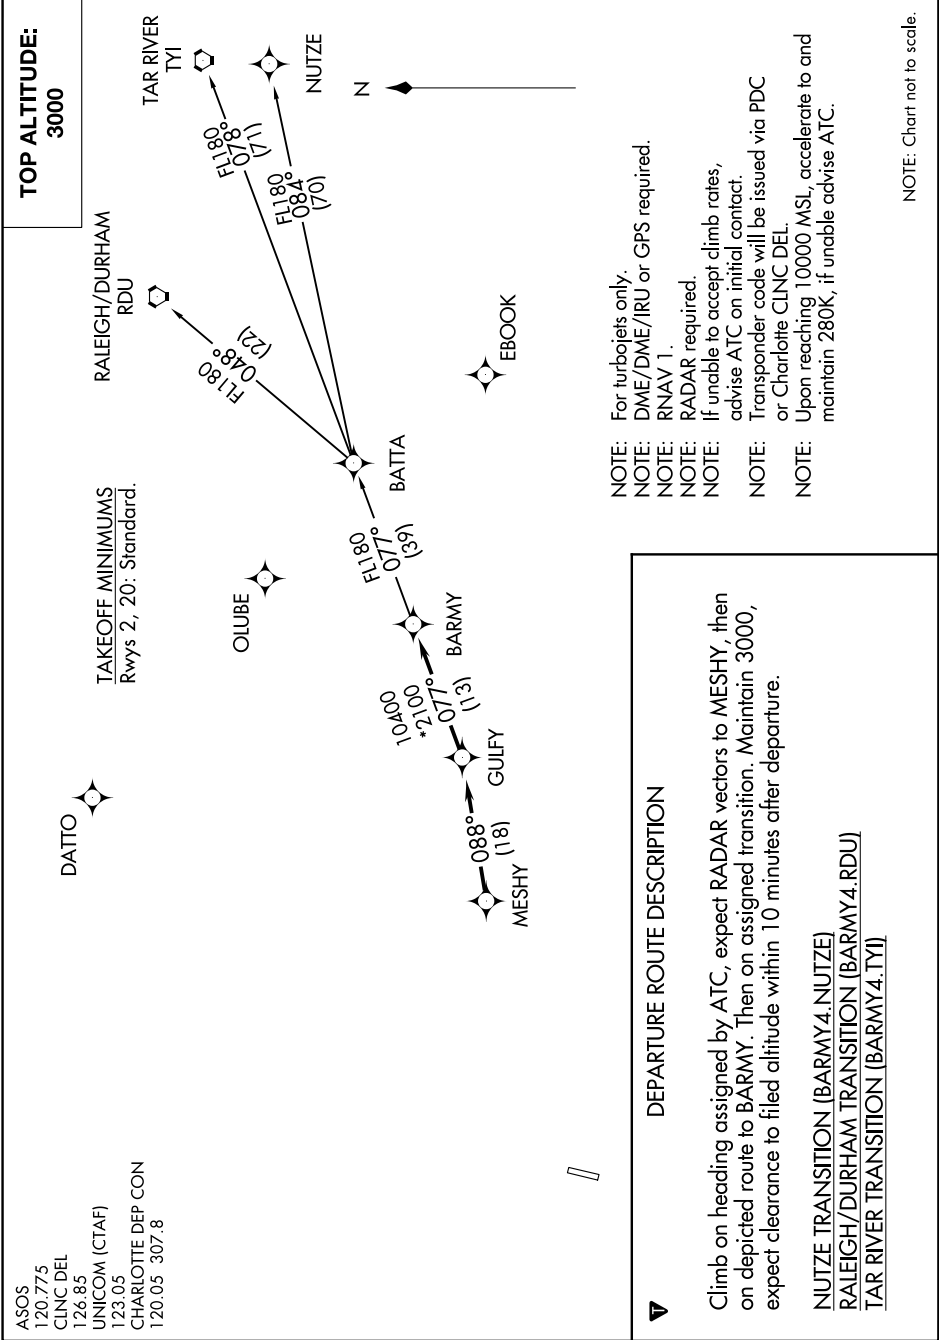 ASOS
120.775
CLNC DEL
126.85
UNICOM (CTAF)
123.05
CHARLOTTE DEP CON
120.05 307.8
TOP ALTITUDE:
3000
TAKEOFF MINIMUMS
Rwys 2, 20: Standard.
RALEIGH/DURHAM
RDU
TAR RIVER
TYI
NUTZE
N
DATTO
OLUBE
EBOOK
BATTA
BARMY
GULFY
MESHY
FL180
048°
(22)
FL180
078°
(71)
FL180
084°
(70)
FL180
077°
(39)
10400
*2100
077°
(13)
088°
(18)
NOTE: For turbojets only.
NOTE: DME/DME/IRU or GPS required.
NOTE: RNAV 1.
NOTE: RADAR required.
NOTE: If unable to accept climb rates,
advise ATC on initial contact.
NOTE: Transponder code will be issued via PDC
or Charlotte CLNC DEL.
NOTE: Upon reaching 10000 MSL, accelerate to and
maintain 280K, if unable advise ATC.
NOTE: Chart not to scale.
T
DEPARTURE ROUTE DESCRIPTION
Climb on heading assigned by ATC, expect RADAR vectors to MESHY, then
on depicted route to BARMY. Then on assigned transition. Maintain 3000,
expect clearance to filed altitude within 10 minutes after departure.
NUTZE TRANSITION (BARMY4.NUTZE)
RALEIGH/DURHAM TRANSITION (BARMY4.RDU)
TAR RIVER TRANSITION (BARMY4.TYI)